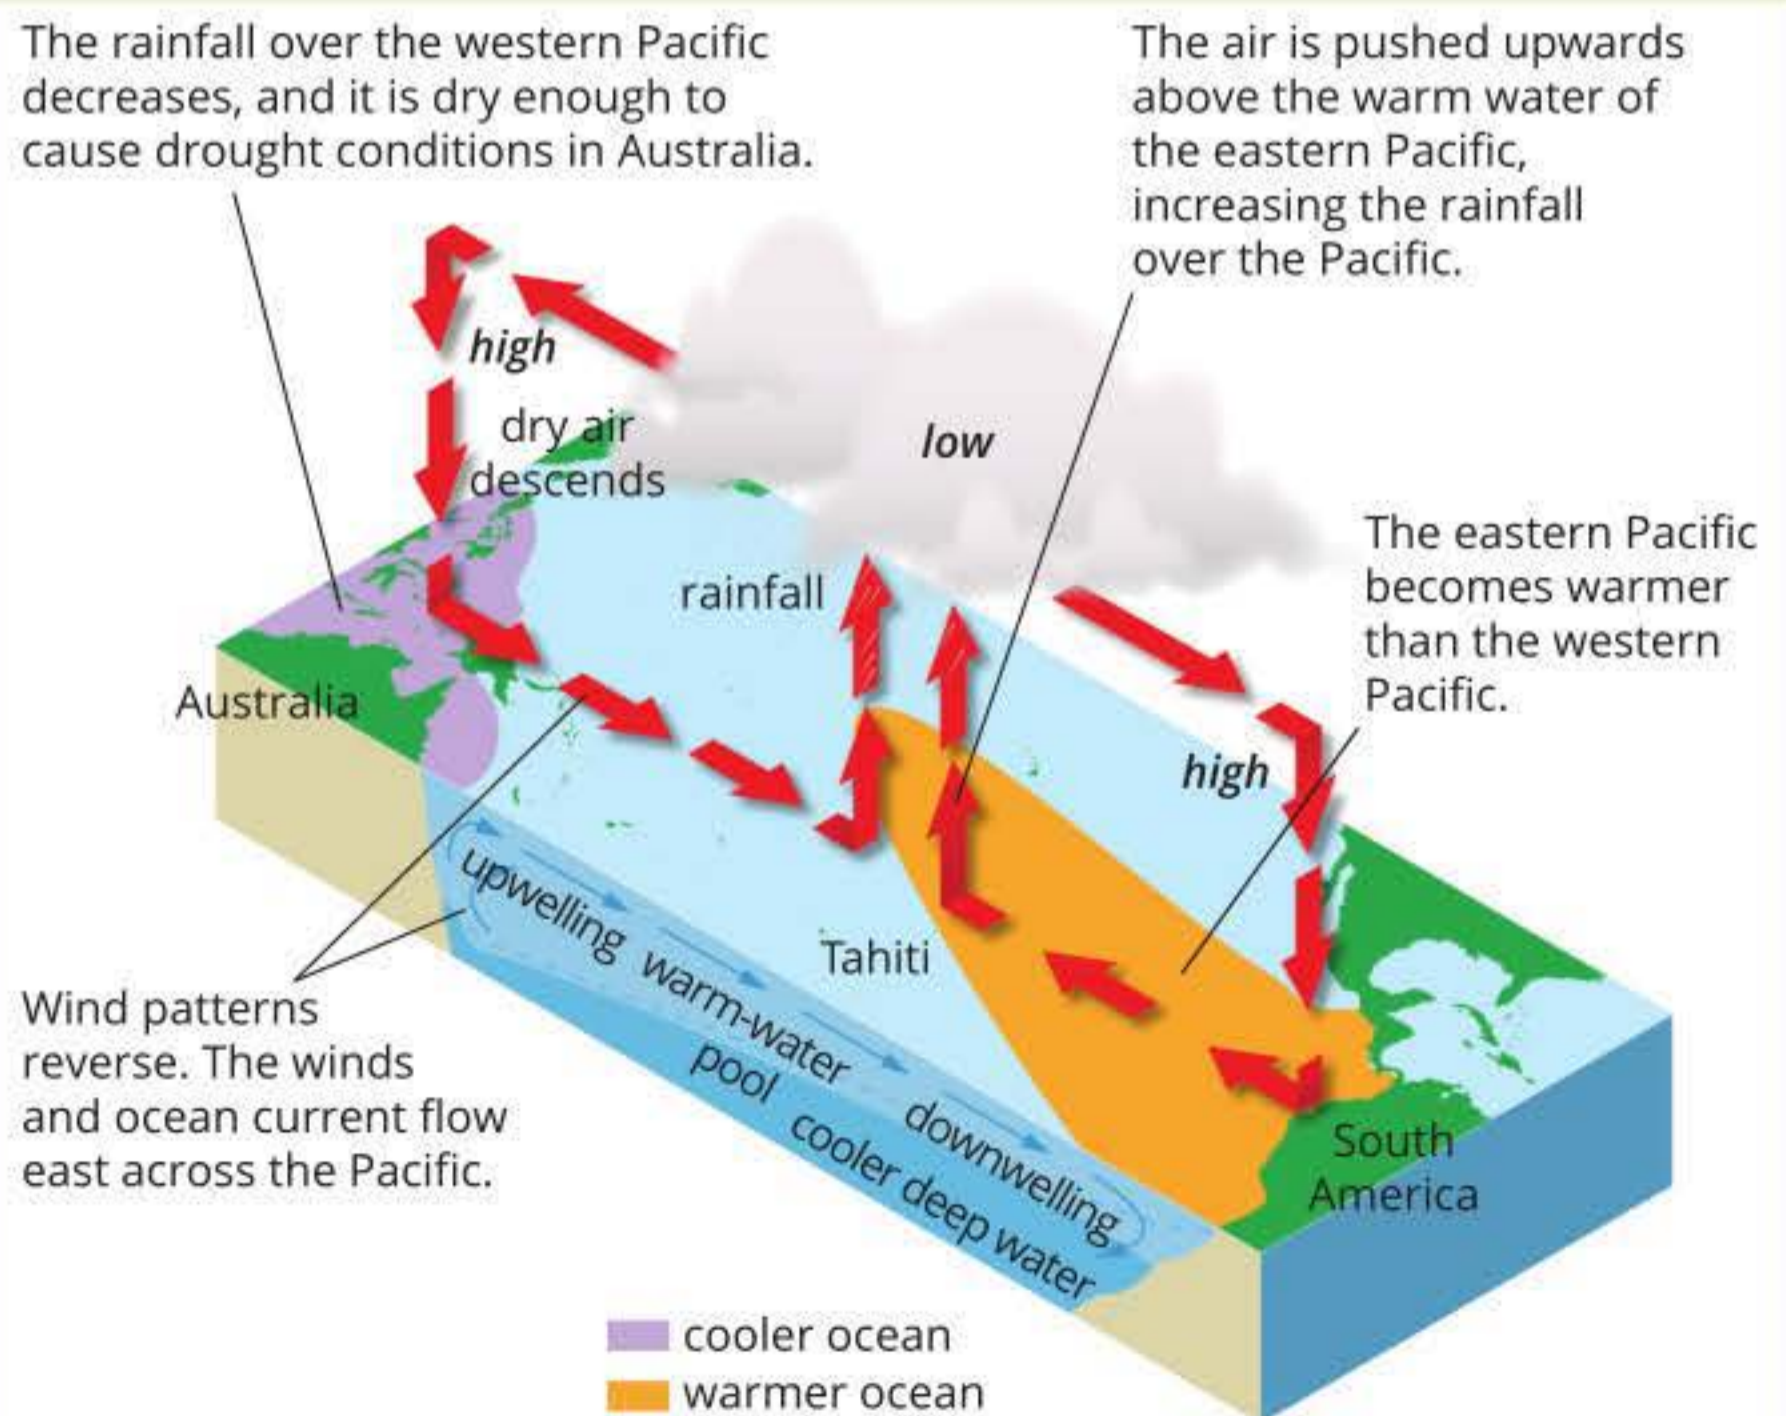 The rainfall over the western Pacific
decreases, and it is dry enough to
cause drought conditions in Australia.
The air is pushed upwards
above the warm water of
the eastern Pacific,
increasing the rainfall
over the Pacific.
high
dry air
descends
low
rainfall
The eastern Pacific
becomes warmer
than the western
Pacific.
Australia
high
upwelling
warm-water
pool
Tahiti
downwelling
cooler deep water
Wind patterns
reverse. The winds
and ocean current flow
east across the Pacific.
South
America
cooler ocean
warmer ocean